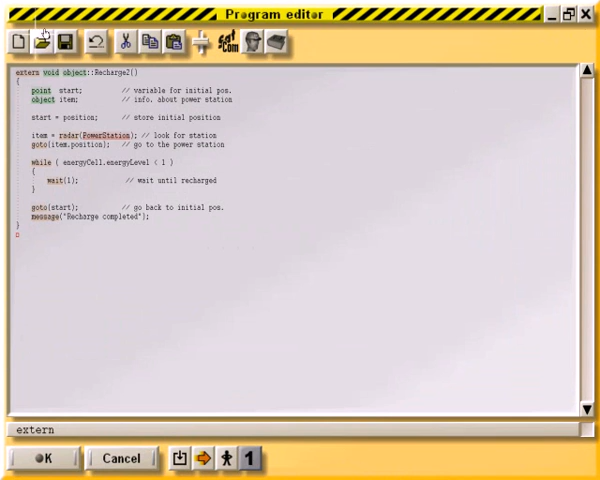 Program editor
Sat
Com
extern void object::Recharge2()
{
point start; // variable for initial pos.
object item; // info. about power station
start = position; // store initial position
item = radar(PowerStation); // look for station
goto(item.position); // go to the power station
while ( energyCell.energyLevel < 1 )
{
wait(1); // wait until recharged
}
goto(start); // go back to initial pos.
message("Recharge completed");
}
extern
OK
Cancel
1